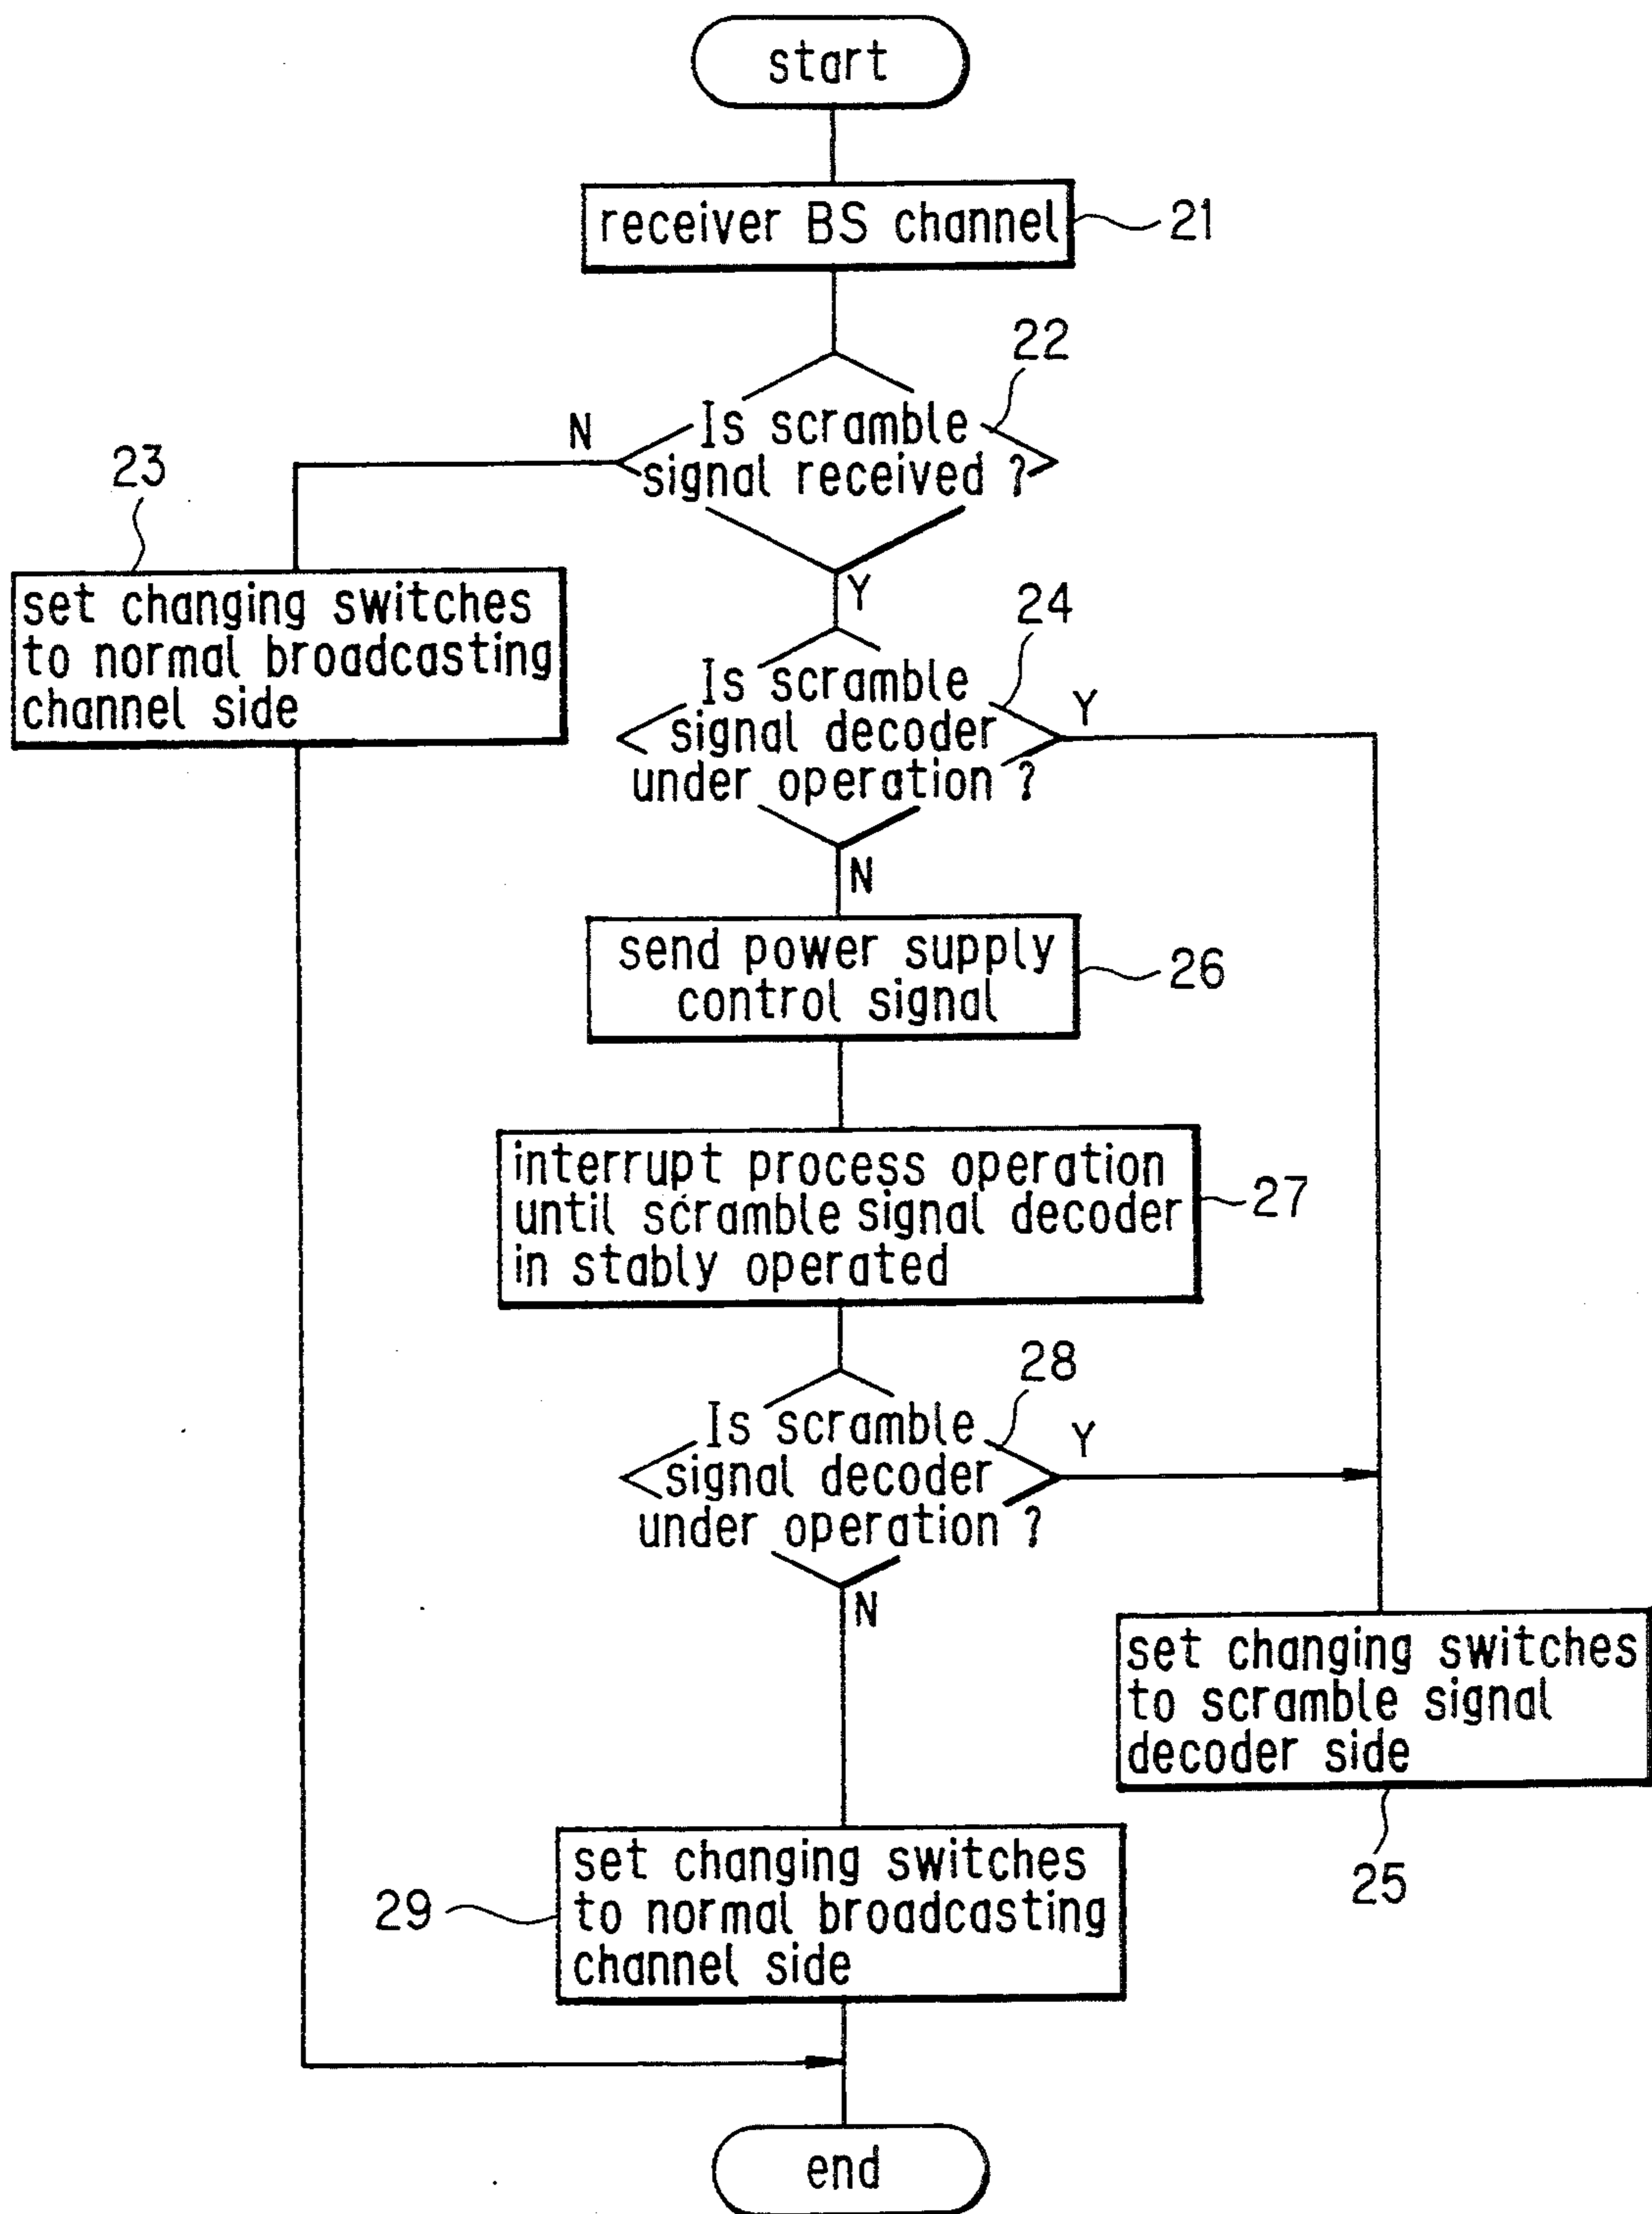 start
receiver BS channel
21
22
Is scramble
signal received ?
N
Y
23
set changing switches
to normal broadcasting
channel side
24
Is scramble
signal decoder
under operation ?
Y
N
send power supply
control signal
26
interrupt process operation
until scramble signal decoder
in stably operated
27
28
Is scramble
signal decoder
under operation ?
Y
N
set changing switches
to scramble signal
decoder side
25
set changing switches
to normal broadcasting
channel side
29
end